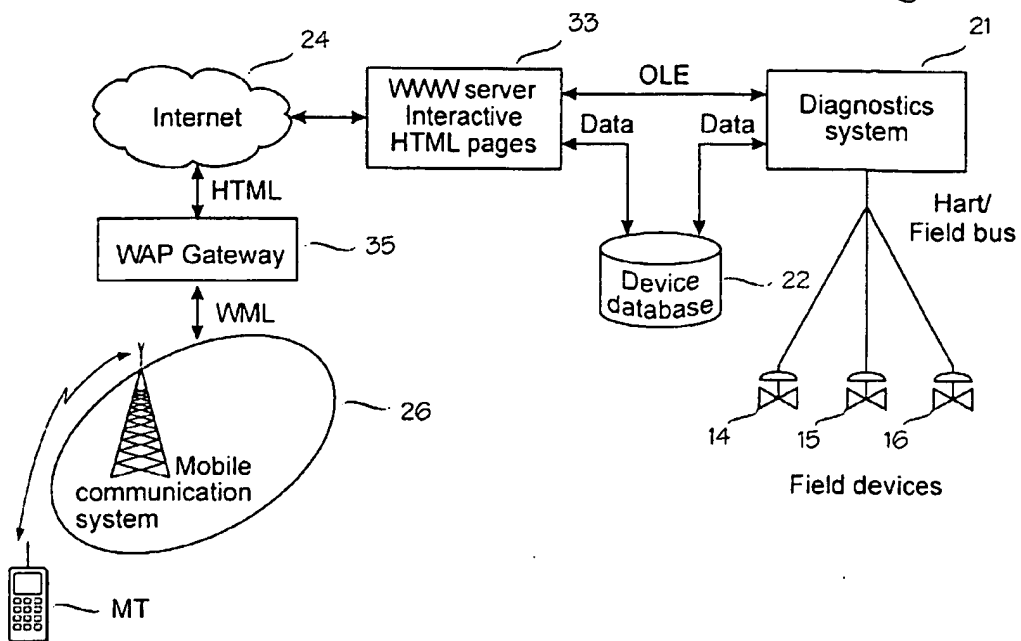 33
21
24
WWW server
Interactive
HTML pages
OLE
Data
Data
Diagnostics
system
Internet
HTML
Hart/
Field bus
WAP Gateway
35
Device
database
22
WML
26
14
15
16
Mobile
communication
system
Field devices
MT